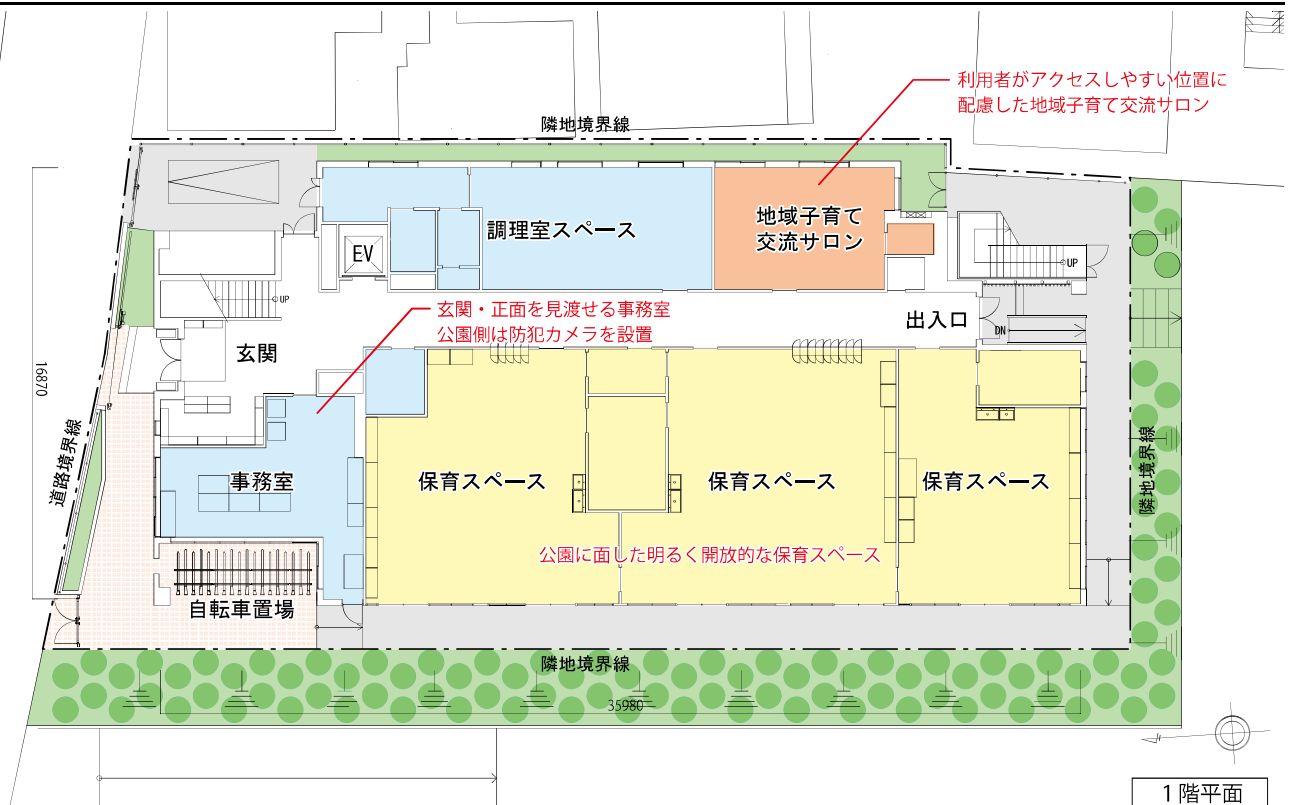 利用者がアクセスしやすい位置に
配慮した地域子育て交流サロン
隣地境界線
地域子育て
交流サロン
調理室スペース
EV
UP
UP
玄関・正面を見渡せる事務室
公園側は防犯カメラを設置
出入口
DN
玄関
16870
道路境界線
事務室
保育スペース
保育スペース
保育スペース
隣地境界線
公園に面した明るく開放的な保育スペース
自転車置場
隣地境界線
35980
1階平面